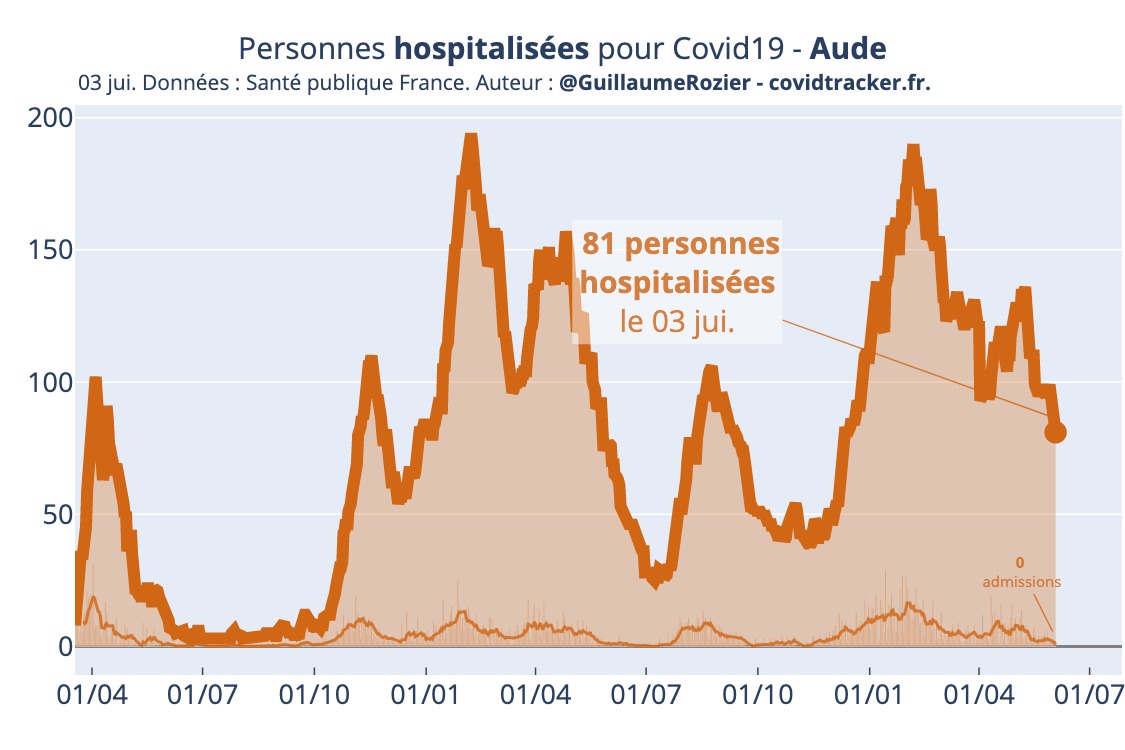 Personnes hospitalisées pour Covid19 - Aude
03 jui. Données : Santé publique France. Auteur : @GuillaumeRozier - covidtracker.fr.
200
150
100
50
0
81 personnes
hospitalisées
le 03 jui.
0
admissions
01/04 01/07 01/10 01/01 01/04 01/07 01/10 01/01 01/04 01/07